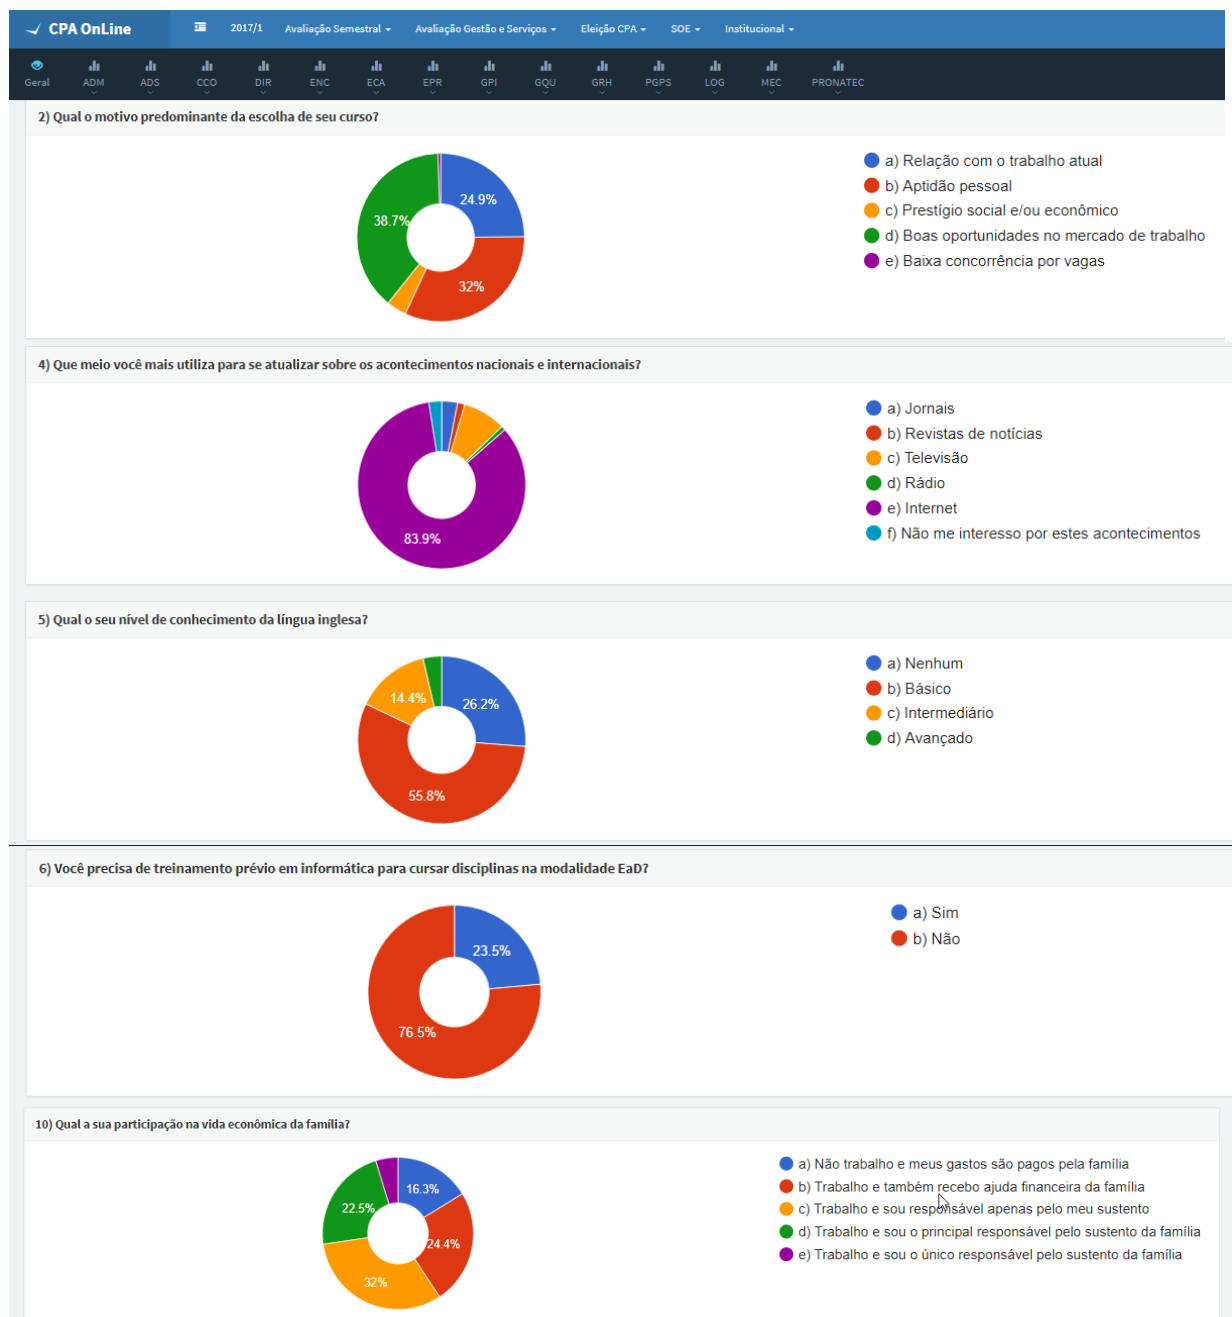 CPA OnLine 2017/1 Avaliação Semestral Avaliação Gestão e Serviços Eleição CPA SOE Institucional
Geral ADM ADS CCO DIR ENC ECA EPR GPI GQU GRH PGPS LOG MEC PRONATEC
2) Qual o motivo predominante da escolha de seu curso?
24.9%
38.7%
32%
a) Relação com o trabalho atual
b) Aptidão pessoal
c) Prestígio social e/ou econômico
d) Boas oportunidades no mercado de trabalho
e) Baixa concorrência por vagas
4) Que meio você mais utiliza para se atualizar sobre os acontecimentos nacionais e internacionais?
83.9%
a) Jornais
b) Revistas de notícias
c) Televisão
d) Rádio
e) Internet
f) Não me interesso por estes acontecimentos
5) Qual o seu nível de conhecimento da língua inglesa?
14.4%
26.2%
55.8%
a) Nenhum
b) Básico
c) Intermediário
d) Avançado
6) Você precisa de treinamento prévio em informática para cursar disciplinas na modalidade EaD?
23.5%
76.5%
a) Sim
b) Não
10) Qual a sua participação na vida econômica da família?
16.3%
22.5%
24.4%
32%
a) Não trabalho e meus gastos são pagos pela família
b) Trabalho e também recebo ajuda financeira da família
c) Trabalho e sou responsável apenas pelo meu sustento
d) Trabalho e sou o principal responsável pelo sustento da família
e) Trabalho e sou o único responsável pelo sustento da família